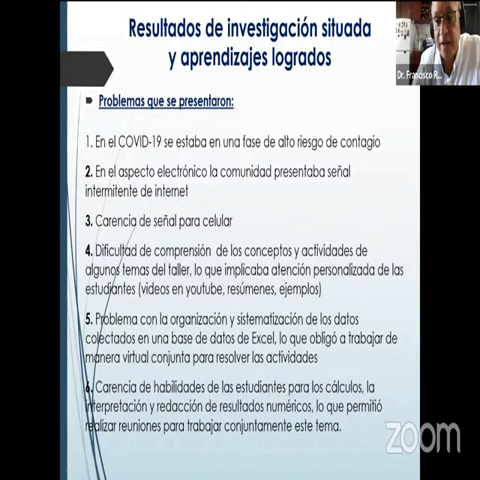 Resultados de investigación situada
y aprendizajes logrados
Dr. Francisco R...
Problemas que se presentaron:
1. En el COVID-19 se estaba en una fase de alto riesgo de contagio
2. En el aspecto electrónico la comunidad presentaba señal
intermitente de internet
3. Carencia de señal para celular
4. Dificultad de comprensión de los conceptos y actividades de
algunos temas del taller, lo que implicaba atención personalizada de las
estudiantes (videos en youtube, resúmenes, ejemplos)
5. Problema con la organización y sistematización de los datos
colectados en una base de datos de Excel, lo que obligó a trabajar de
manera virtual conjunta para resolver las actividades
6. Carencia de habilidades de las estudiantes para los cálculos, la
interpretación y redacción de resultados numéricos, lo que permitió
realizar reuniones para trabajar conjuntamente este tema.
zoom